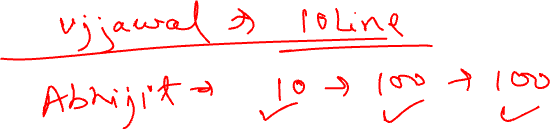 Ujjawal → 10Line
Abhijit → 10 → 100 → 100